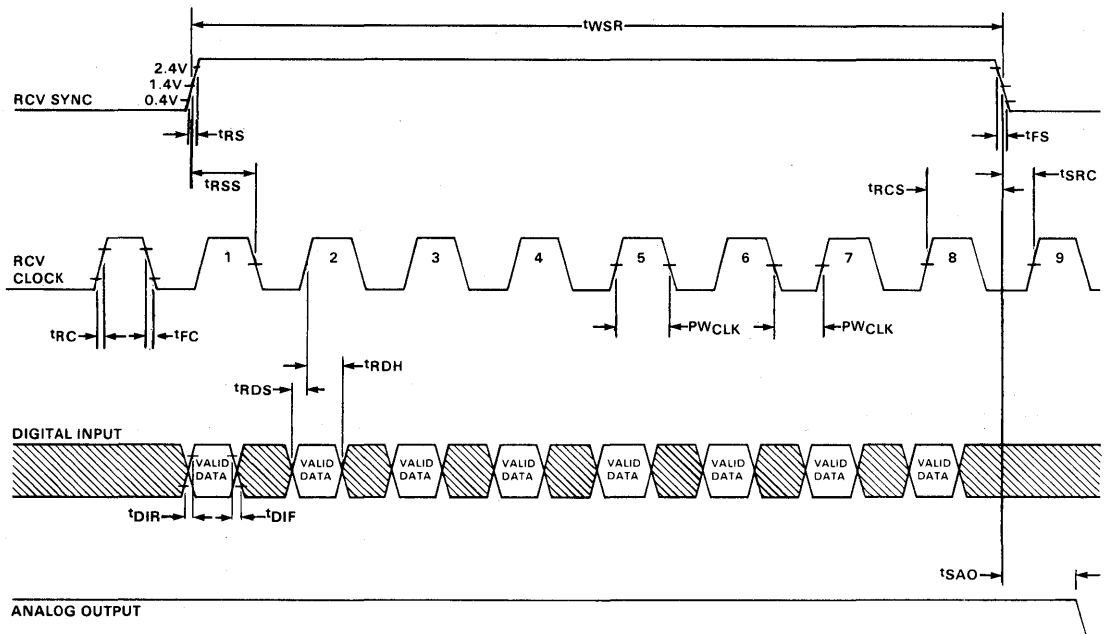 tWSR
2.4V
1.4V
0.4V
RCV SYNC
tRS
tFS
tRSS
tRCS
tSRC
RCV
CLOCK
1
2
3
4
5
6
7
8
9
tRC
tFC
PWCLK
PWCLK
tRDH
tRDS
DIGITAL INPUT
VALID
DATA
VALID
DATA
VALID
DATA
VALID
DATA
VALID
DATA
VALID
DATA
VALID
DATA
VALID
DATA
tDIR
tDIF
tSAO
ANALOG OUTPUT